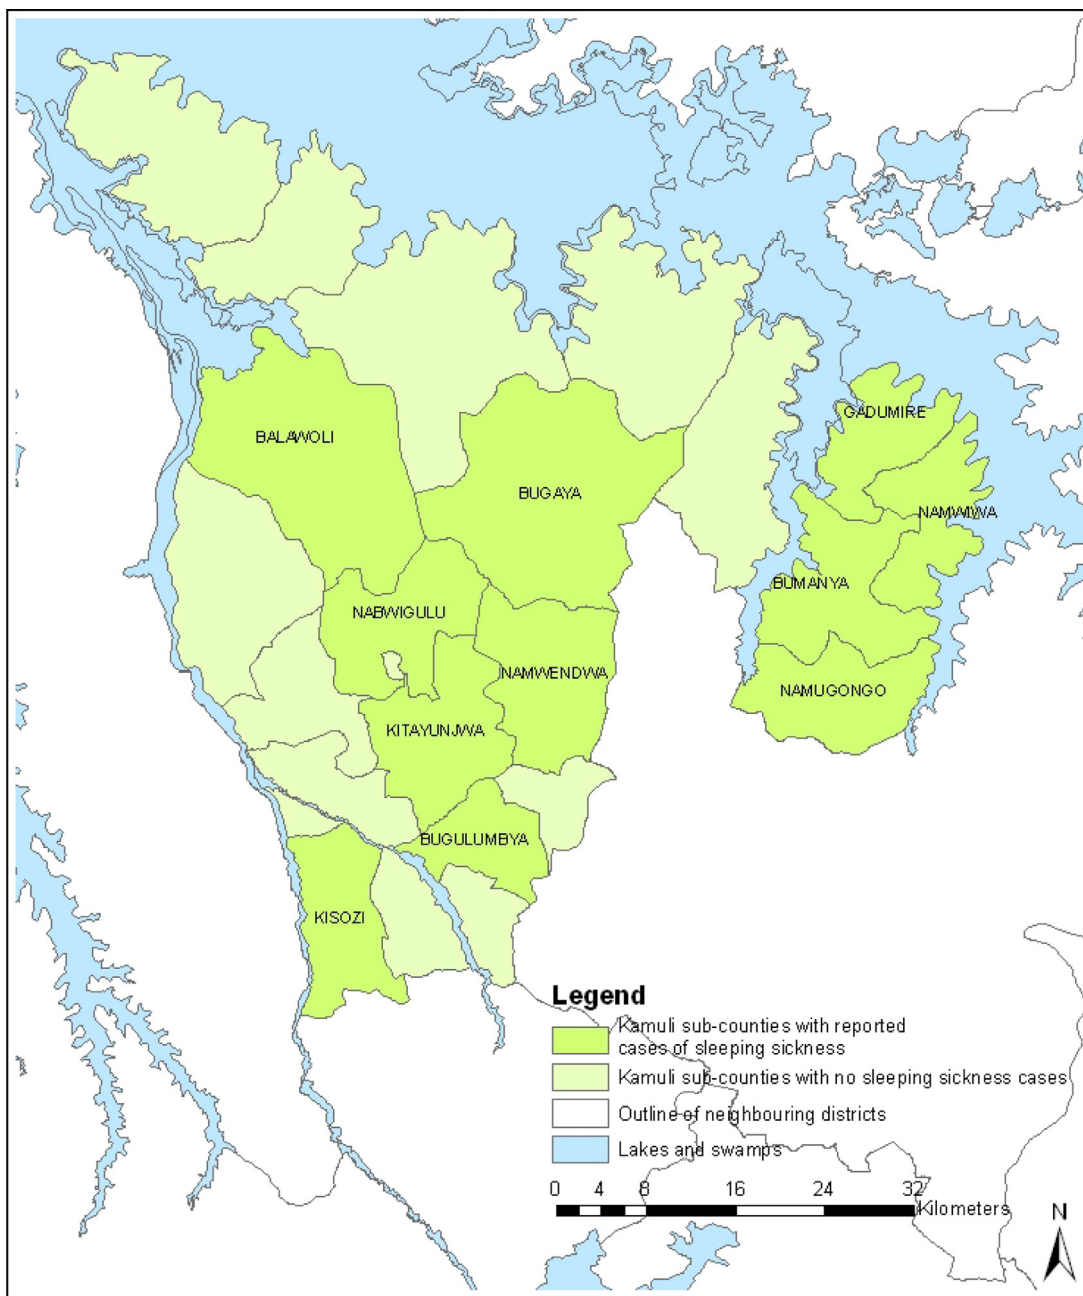 GADUMIRE
BALAWOLI
BUGAYA
NAMWIWA
BUMANYA
NABWIGULU
NAMWENDWA
NAMUGONGO
KITAYUNJWA
BUGULUMBYA
KISOZI
Legend
Kamuli sub-counties with reported
cases of sleeping sickness
Kamuli sub-counties with no sleeping sickness cases
Outline of neighbouring districts
Lakes and swamps
0 4 8 16 24 32
Kilometers
N